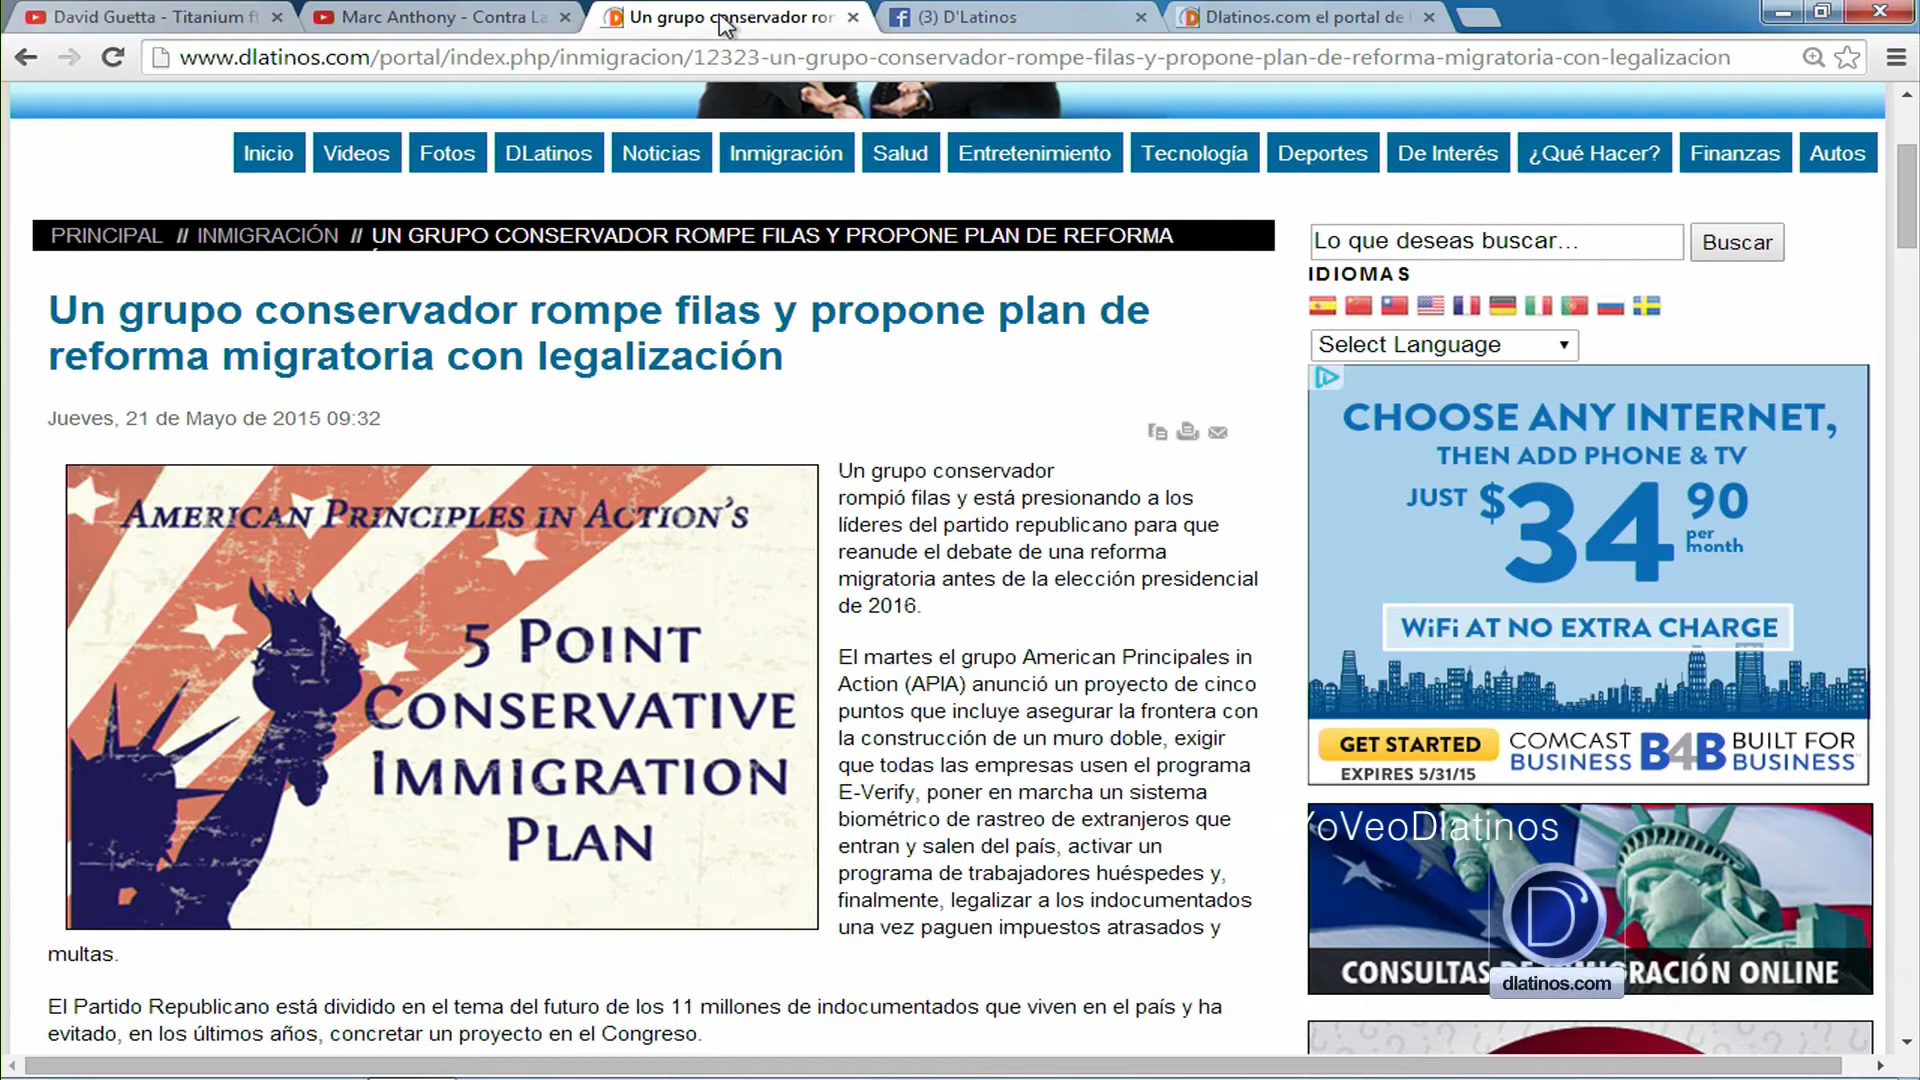 David Guetta - Titanium f
Marc Anthony - Contra La
Un grupo conservador ror
(3) D'Latinos
Dlatinos.com el portal de
www.dlatinos.com/portal/index.php/inmigracion/12323-un-grupo-conservador-rompe-filas-y-propone-plan-de-reforma-migratoria-con-legalizacion
Inicio
Videos
Fotos
DLatinos
Noticias
Inmigración
Salud
Entretenimiento
Tecnología
Deportes
De Interés
¿Qué Hacer?
Finanzas
Autos
PRINCIPAL // INMIGRACIÓN // UN GRUPO CONSERVADOR ROMPE FILAS Y PROPONE PLAN DE REFORMA
Lo que deseas buscar...
Buscar
IDIOMAS
Select Language
Un grupo conservador rompe filas y propone plan de
reforma migratoria con legalización
Jueves, 21 de Mayo de 2015 09:32
AMERICAN PRINCIPLES IN ACTION'S
5 POINT
CONSERVATIVE
IMMIGRATION
PLAN
Un grupo conservador
rompió filas y está presionando a los
líderes del partido republicano para que
reanude el debate de una reforma
migratoria antes de la elección presidencial
de 2016.
El martes el grupo American Principales in
Action (APIA) anunció un proyecto de cinco
puntos que incluye asegurar la frontera con
la construcción de un muro doble, exigir
que todas las empresas usen el programa
E-Verify, poner en marcha un sistema
biométrico de rastreo de extranjeros que
entran y salen del país, activar un
programa de trabajadores huéspedes y,
finalmente, legalizar a los indocumentados
una vez paguen impuestos atrasados y
multas.
El Partido Republicano está dividido en el tema del futuro de los 11 millones de indocumentados que viven en el país y ha
evitado, en los últimos años, concretar un proyecto en el Congreso.
CHOOSE ANY INTERNET,
THEN ADD PHONE & TV
JUST $34 90 per month
WiFi AT NO EXTRA CHARGE
GET STARTED
EXPIRES 5/31/15
COMCAST BUSINESS
B4B
BUILT FOR BUSINESS
YoVeoDlatinos
D
CONSULTAS DE INMIGRACIÓN ONLINE
dlatinos.com